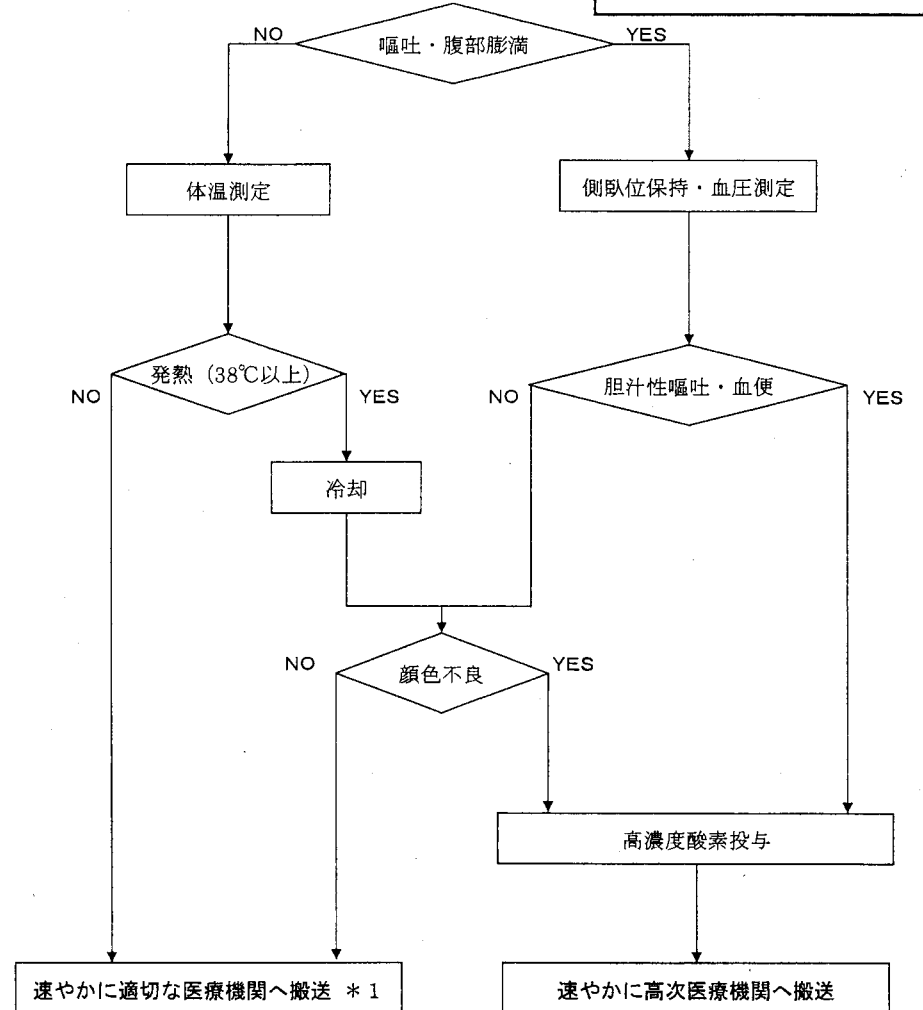 嘔吐・腹部膨満
NO
YES
体温測定
側臥位保持・血圧測定
発熱（38℃以上）
NO
YES
胆汁性嘔吐・血便
NO
YES
冷却
顔色不良
NO
YES
高濃度酸素投与
速やかに適切な医療機関へ搬送 ＊1
速やかに高次医療機関へ搬送